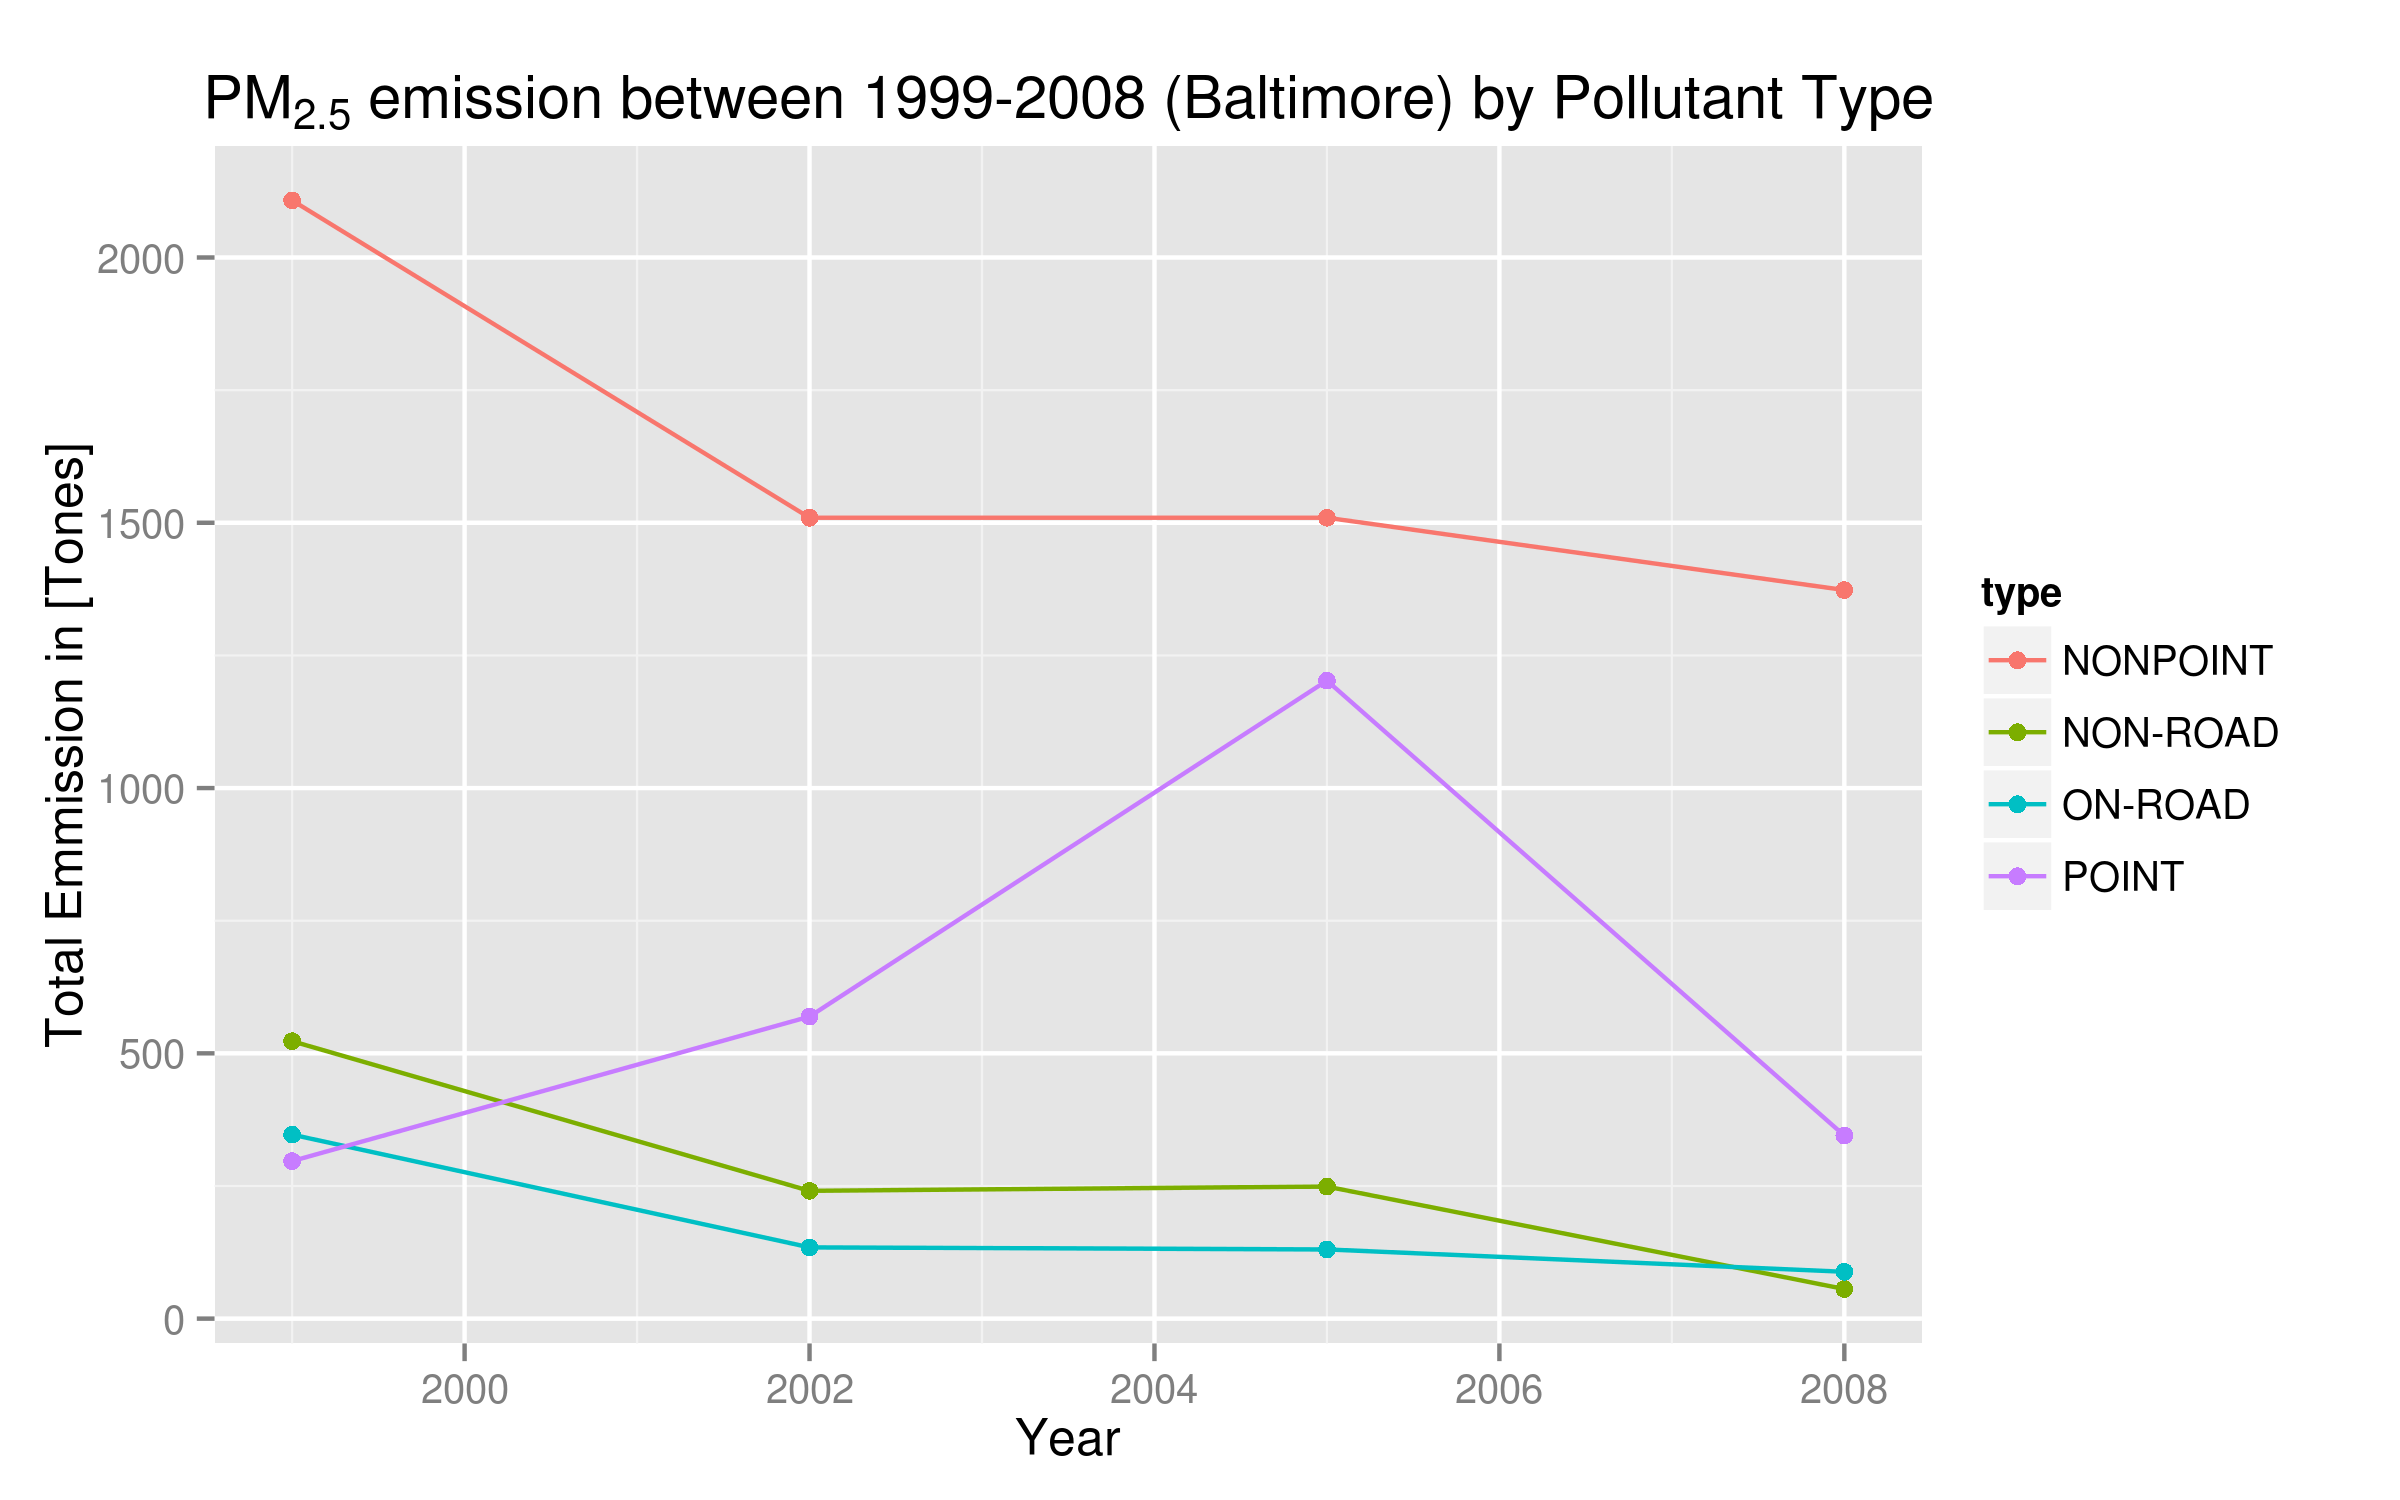 PM2.5 emission between 1999-2008 (Baltimore) by Pollutant Type
Total Emmission in [Tones]
2000
1500
1000
500
0
2000
2002
2004
2006
2008
Year
type
NONPOINT
NON-ROAD
ON-ROAD
POINT